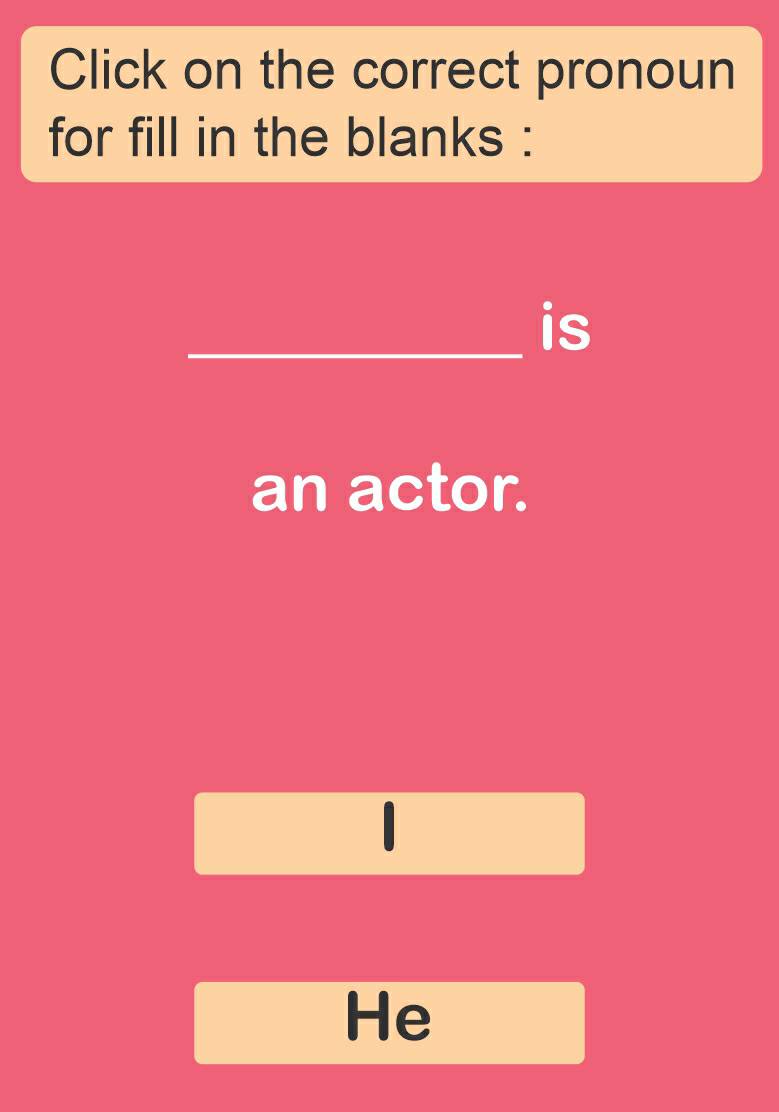 Click on the correct pronoun
for fill in the blanks :
__________ is
an actor.
I
He